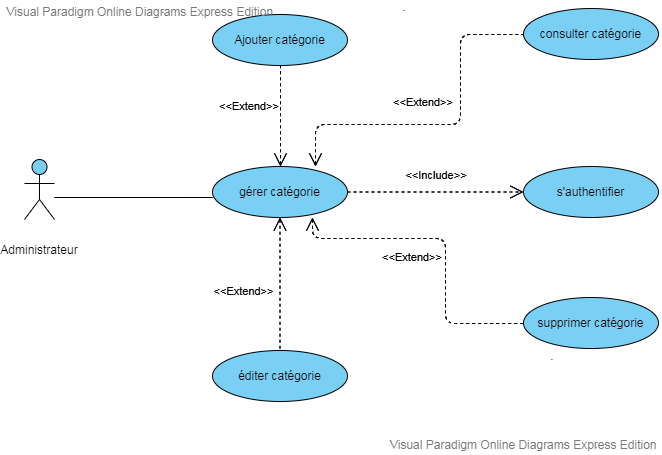 Visual Paradigm Online Diagrams Express Edition
Ajouter catégorie
consulter catégorie
<<Extend>>
<<Extend>>
<<Include>>
gérer catégorie
s'authentifier
Administrateur
<<Extend>>
<<Extend>>
supprimer catégorie
éditer catégorie
Visual Paradigm Online Diagrams Express Edition